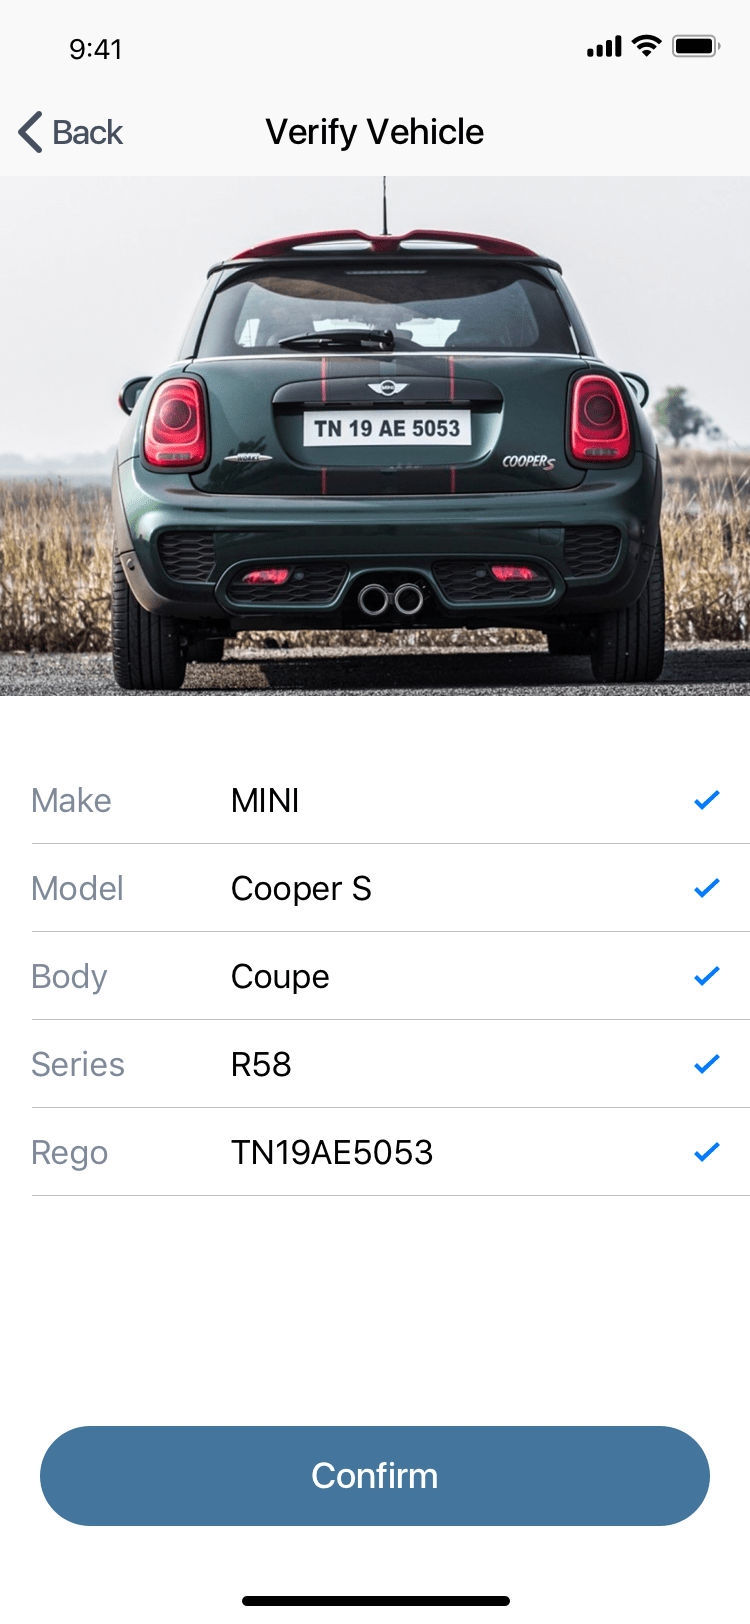 9:41
Back
Verify Vehicle
MINI
TN 19 AE 5053
COOPER S
Make MINI
Model Cooper S
Body Coupe
Series R58
Rego TN19AE5053
Confirm